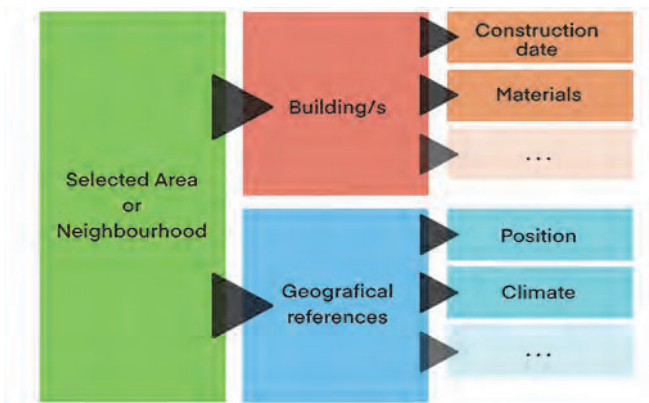 Selected Area
or
Neighbourhood
Building/s
Construction
date
Materials
...
Geografical
references
Position
Climate
...